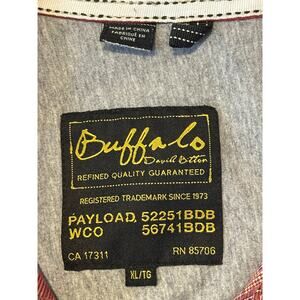 MADE IN CHINA
FABRIQUÉ EN
CHINE
Buffalo
David Bitton
REFINED QUALITY GUARANTEED
REGISTERED TRADEMARK SINCE 1973
PAYLOAD, 52251BDB
WCO 56741BDB
CA 17311 RN 85706
XL/TG